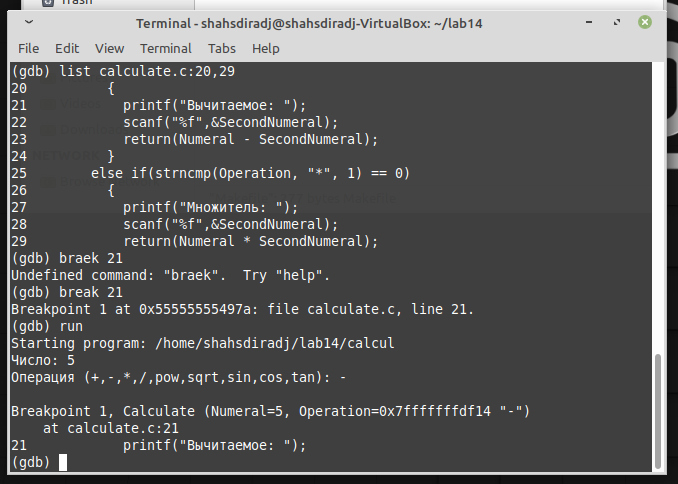 Trash
Terminal - shahsdiradj@shahsdiradj-VirtualBox: ~/lab14
File Edit View Terminal Tabs Help
(gdb) list calculate.c:20,29
20          {
21            printf("Вычитаемое: ");
22            scanf("%f",&SecondNumeral);
23            return(Numeral - SecondNumeral);
24          }
25        else if(strncmp(Operation, "*", 1) == 0)
26          {
27            printf("Множитель: ");
28            scanf("%f",&SecondNumeral);
29            return(Numeral * SecondNumeral);
(gdb) braek 21
Undefined command: "braek".  Try "help".
(gdb) break 21
Breakpoint 1 at 0x55555555497a: file calculate.c, line 21.
(gdb) run
Starting program: /home/shahsdiradj/lab14/calcul
Число: 5
Операция (+,-,*,/,pow,sqrt,sin,cos,tan): -
Breakpoint 1, Calculate (Numeral=5, Operation=0x7fffffffdf14 "-")
    at calculate.c:21
21            printf("Вычитаемое: ");
(gdb)